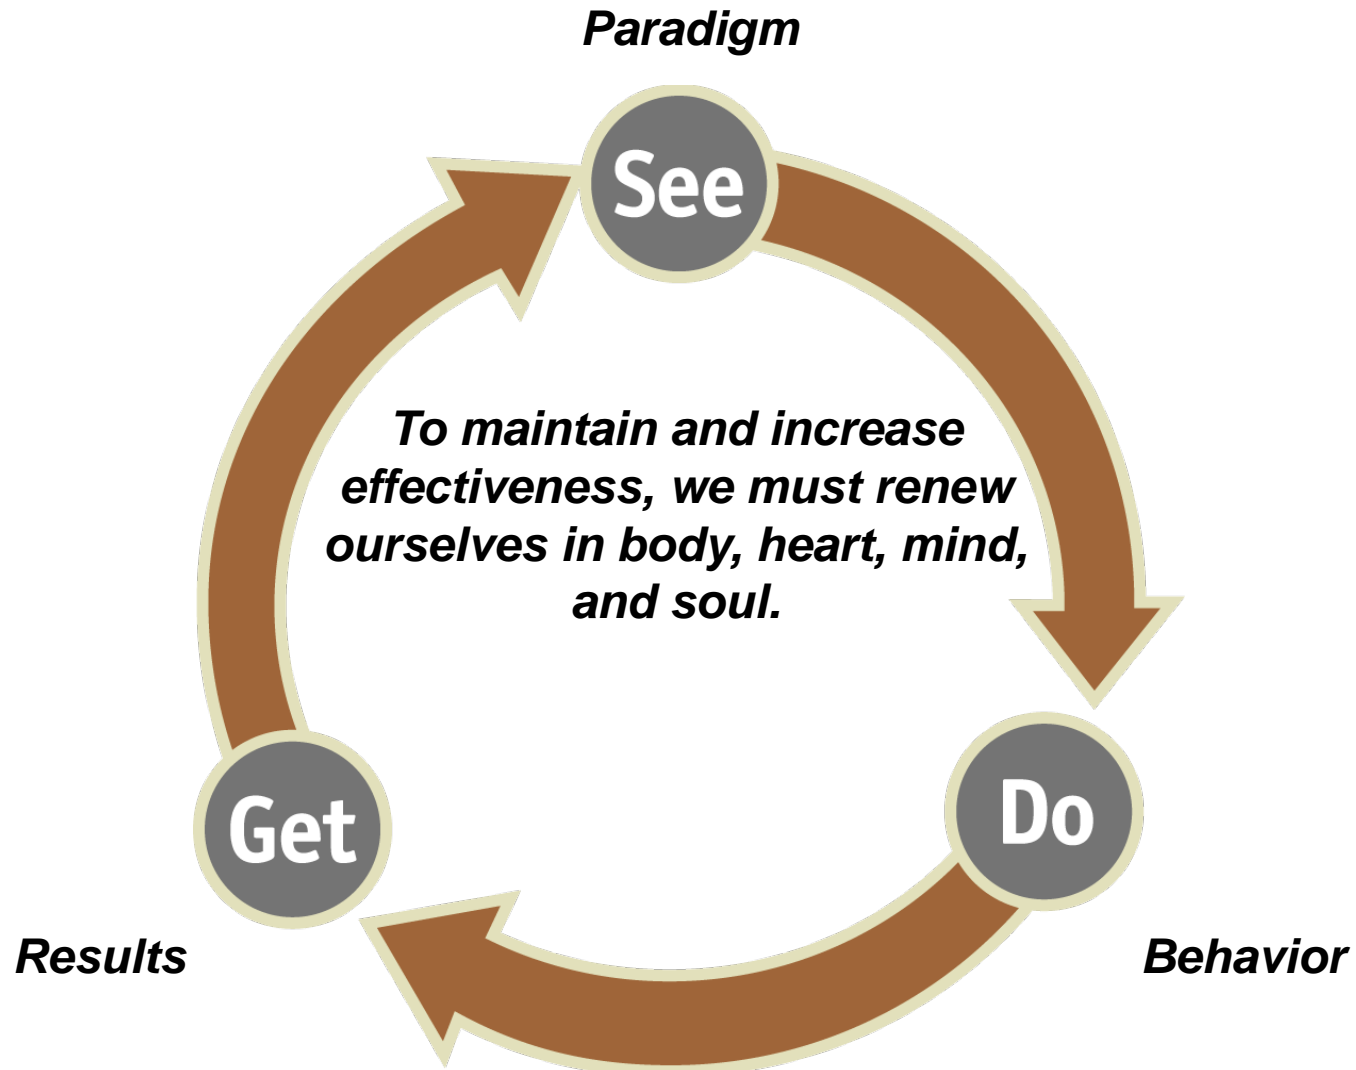 Paradigm
See
To maintain and increase
effectiveness, we must renew
ourselves in body, heart, mind,
and soul.
Get
Do
Results
Behavior